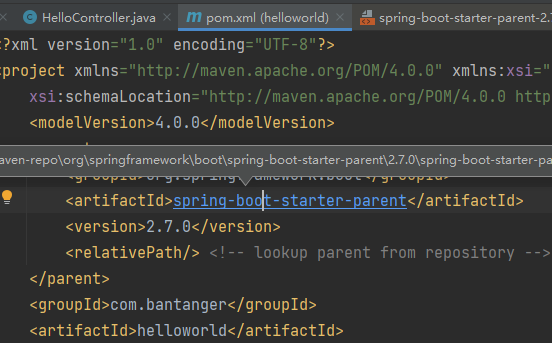 HelloController.java
pom.xml (helloworld)
spring-boot-starter-parent-2.7
<?xml version="1.0" encoding="UTF-8"?>
<project xmlns="http://maven.apache.org/POM/4.0.0" xmlns:xsi="
xsi:schemaLocation="http://maven.apache.org/POM/4.0.0 http
<modelVersion>4.0.0</modelVersion>
aven-repo\org\springframework\boot\spring-boot-starter-parent\2.7.0\spring-boot-starter-pa
<groupId>org.springframework.boot</groupId>
<artifactId>spring-boot-starter-parent</artifactId>
<version>2.7.0</version>
<relativePath/> <!-- lookup parent from repository -->
</parent>
<groupId>com.bantanger</groupId>
<artifactId>helloworld</artifactId>